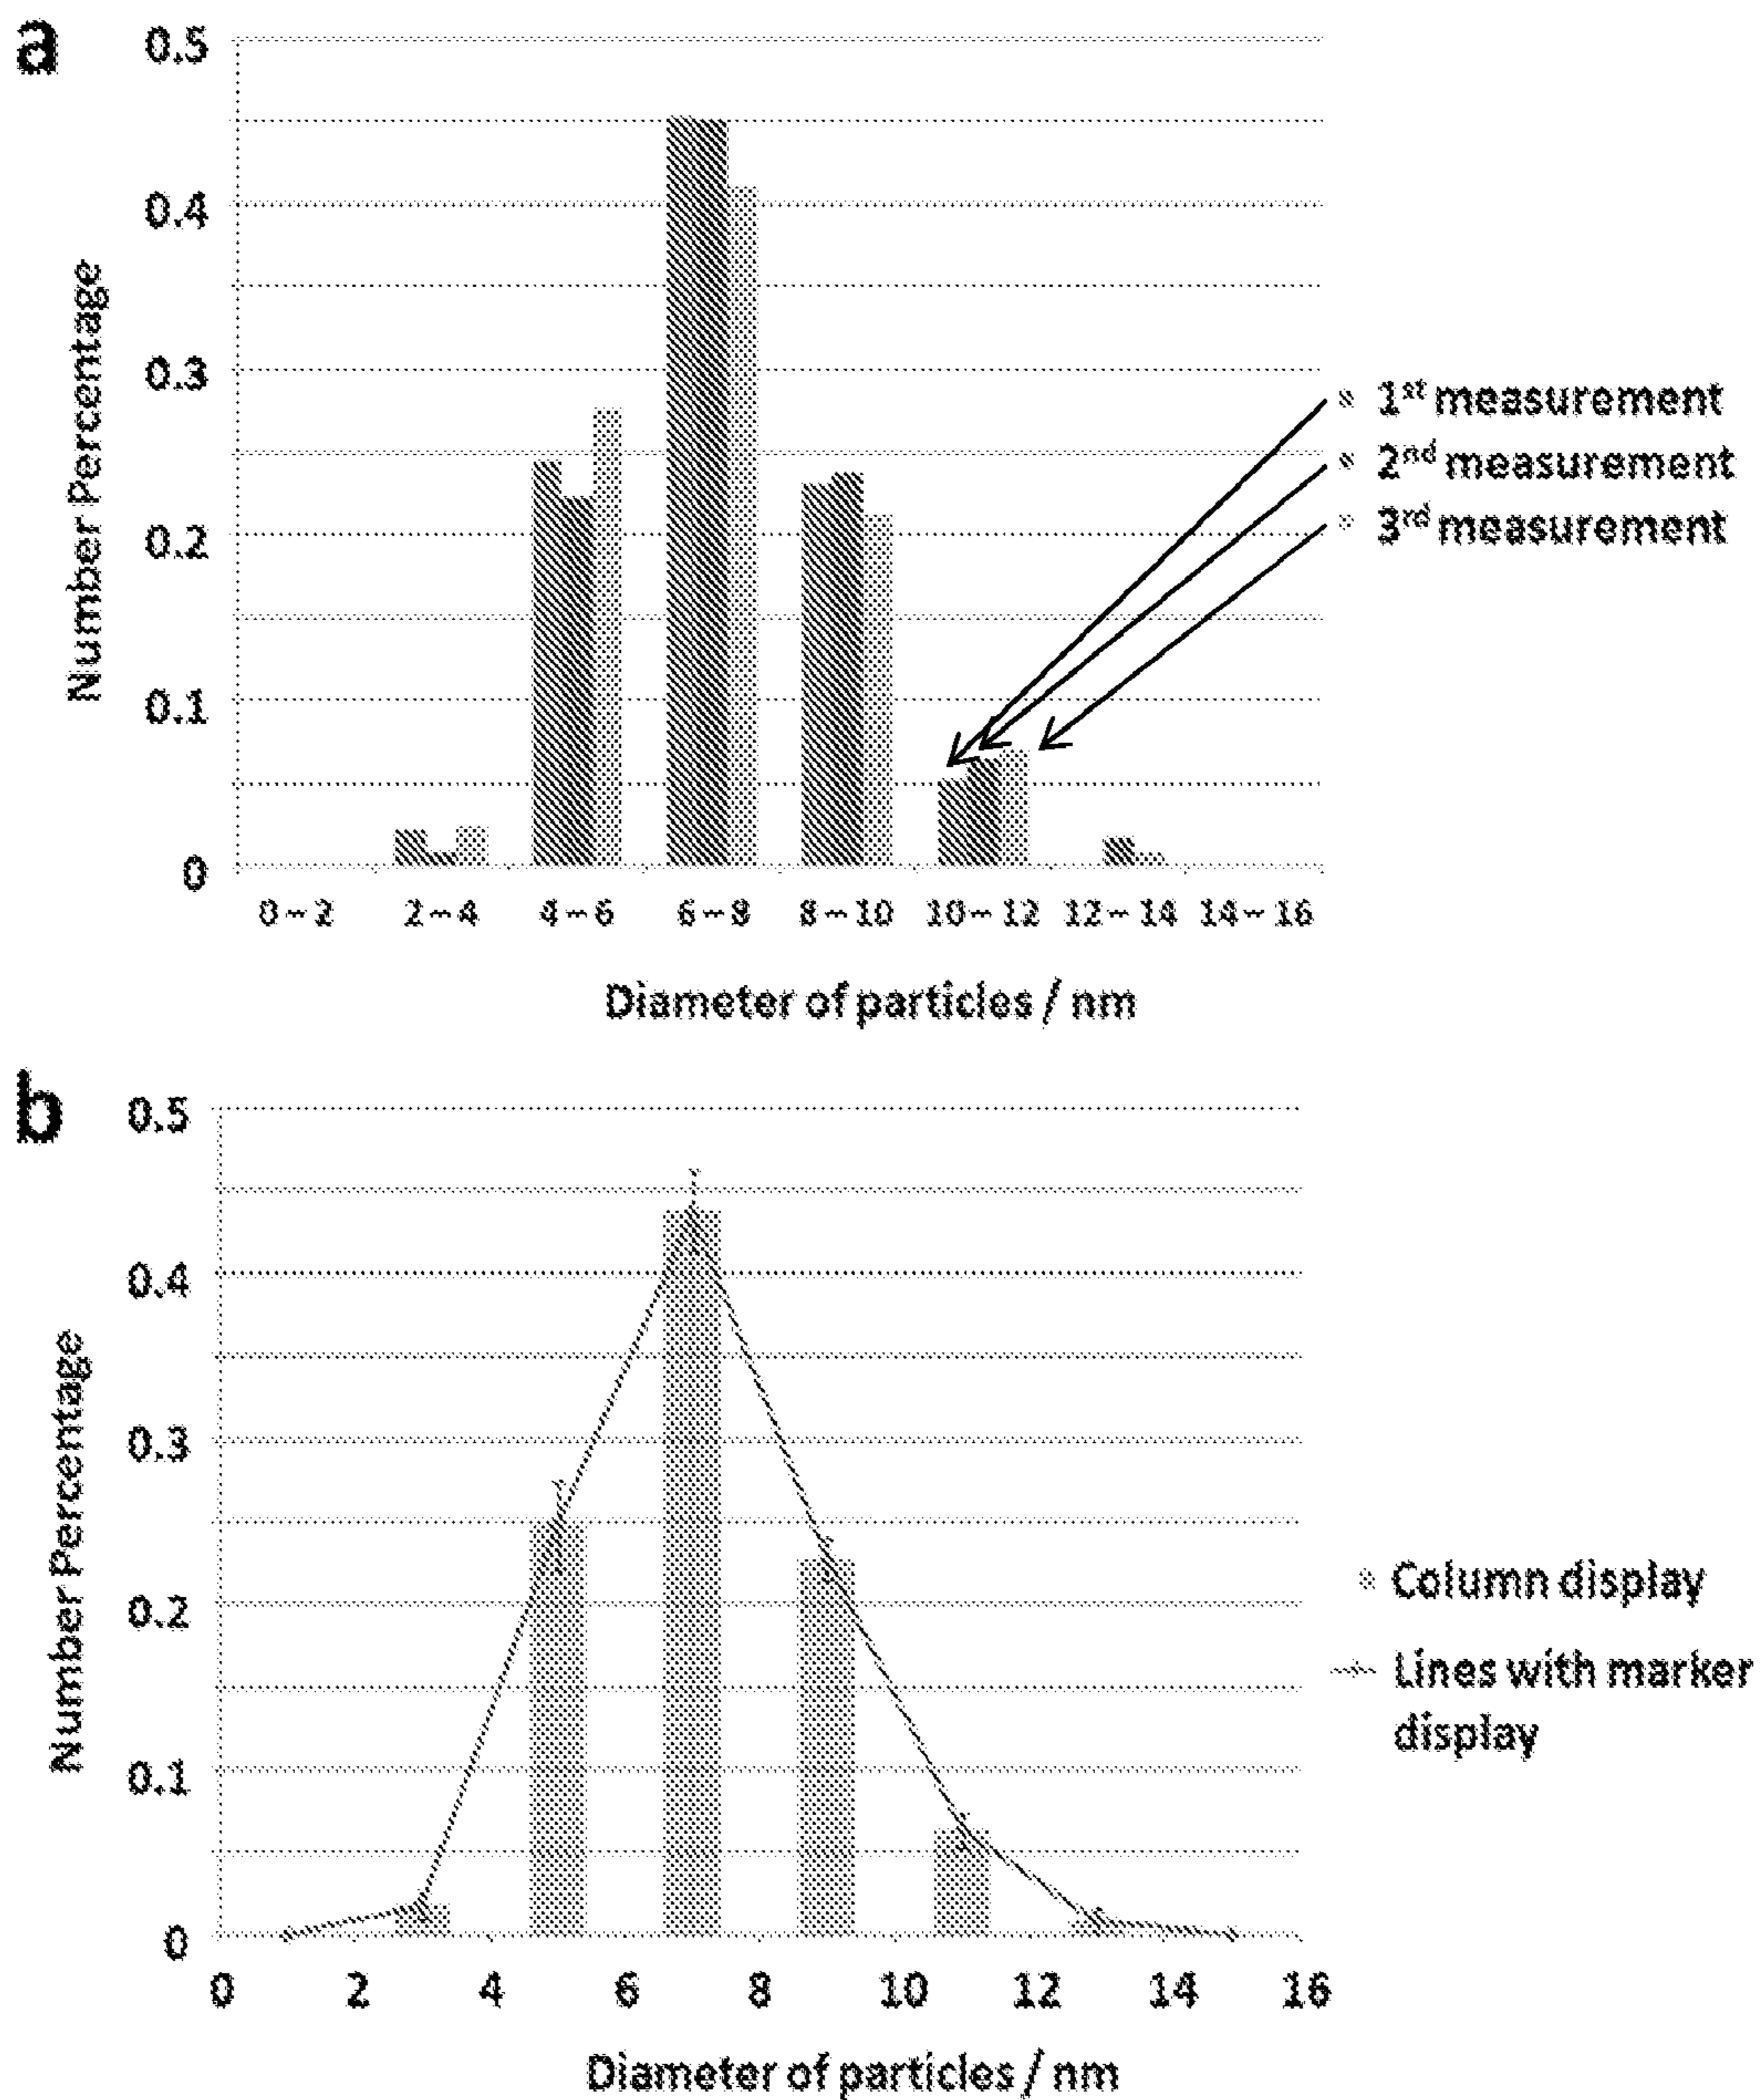 a
0.5
0.4
0.3
0.2
0.1
0
Number Percentage
1st measurement
2nd measurement
3rd measurement
0 – 2 2 – 4 4 – 6 6 – 8 8 – 10 10 – 12 12 – 14 14 – 16
Diameter of particles / nm
b
0.5
0.4
0.3
0.2
0.1
0
Number Percentage
Column display
Lines with marker
display
0 2 4 6 8 10 12 14 16
Diameter of particles / nm